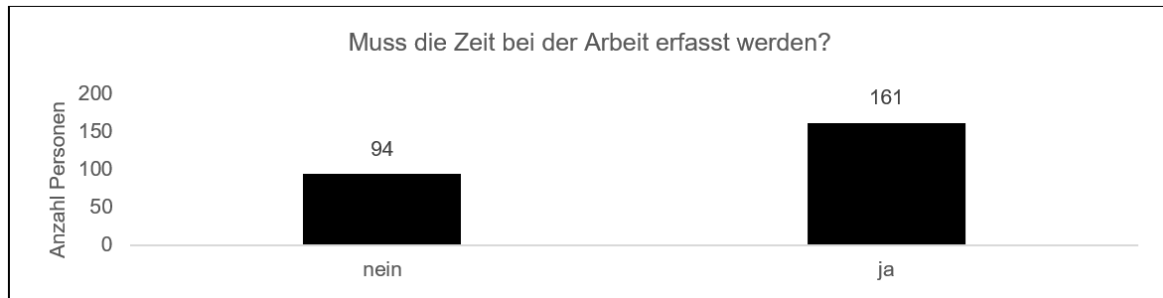 Muss die Zeit bei der Arbeit erfasst werden?
Anzahl Personen
200
150
100
50
0
94
161
nein
ja